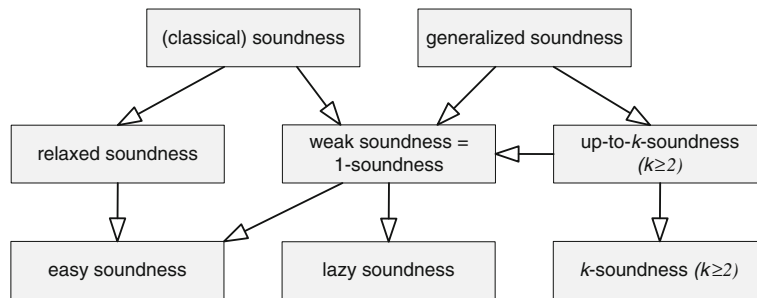 (classical) soundness
generalized soundness
relaxed soundness
weak soundness =
1-soundness
up-to-k-soundness
(k≥2)
easy soundness
lazy soundness
k-soundness (k≥2)